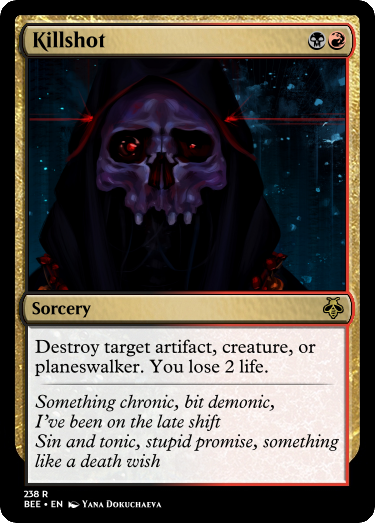 Killshot
Sorcery
Destroy target artifact, creature, or
planeswalker. You lose 2 life.
Something chronic, bit demonic,
I've been on the late shift
Sin and tonic, stupid promise, something
like a death wish
238 R
BEE • EN Yana Dokuchaeva